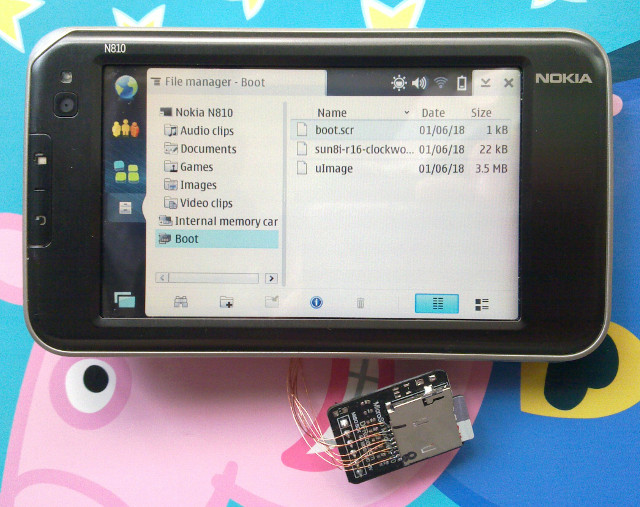 N810
NOKIA
File manager - Boot
Nokia N810
Audio clips
Documents
Games
Images
Video clips
Internal memory car
Boot
Name Date Size
boot.scr 01/06/18 1 kB
sun8i-r16-clockwo... 01/06/18 22 kB
uImage 01/06/18 3.5 MB